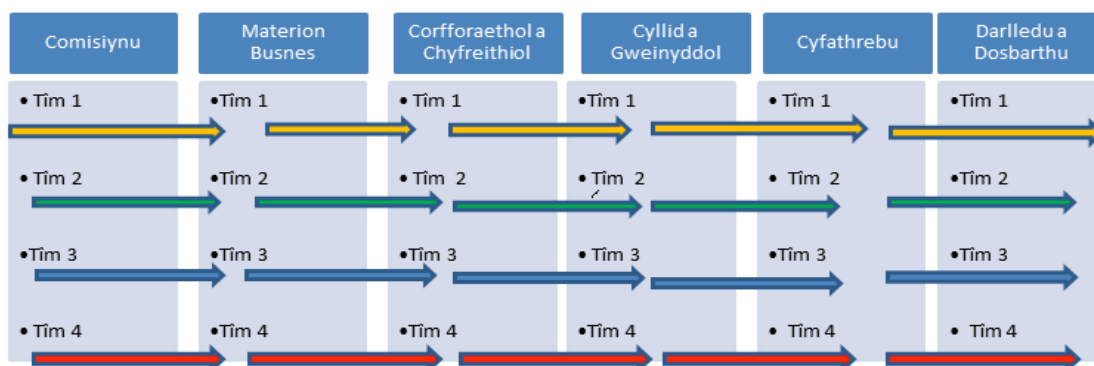 Comisiynu
Materion
Busnes
Corfforaethol a
Chyfreithiol
Cyllid a
Gweinyddol
Cyfathrebu
Darlledu a
Dosbarthu
• Tîm 1
•Tîm 1
• Tîm 1
•Tîm 1
• Tîm 1
•Tîm 1
• Tîm 2
•Tîm 2
• Tîm 2
• Tîm 2
• Tîm 2
•Tîm 2
•Tîm 3
•Tîm 3
•Tîm 3
•Tîm 3
•Tîm 3
•Tîm 3
• Tîm 4
•Tîm 4
•Tîm 4
•Tîm 4
• Tîm 4
• Tîm 4